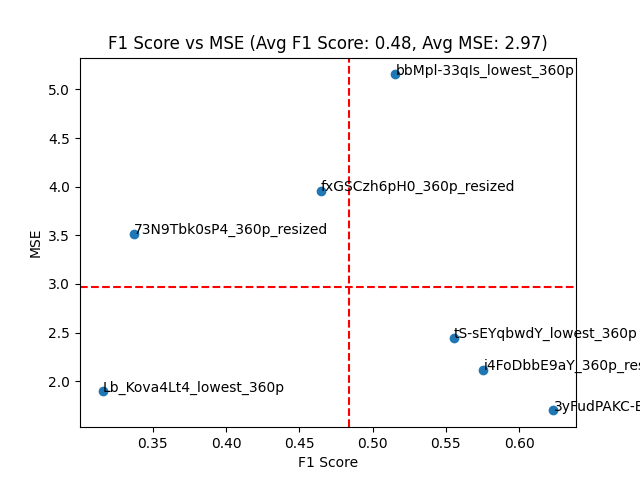 F1 Score vs MSE (Avg F1 Score: 0.48, Avg MSE: 2.97)
bbMpl-33qIs_lowest_360p
5.0
4.5
fxGSCzh6pH0_360p_resized
4.0
73N9Tbk0sP4_360p_resized
3.5
MSE
3.0
tS-sEYqbwdY_lowest_360p
2.5
i4FoDbbE9aY_360p_res
Lb_Kova4Lt4_lowest_360p
2.0
3yFudPAKC-E
0.35 0.40 0.45 0.50 0.55 0.60
F1 Score